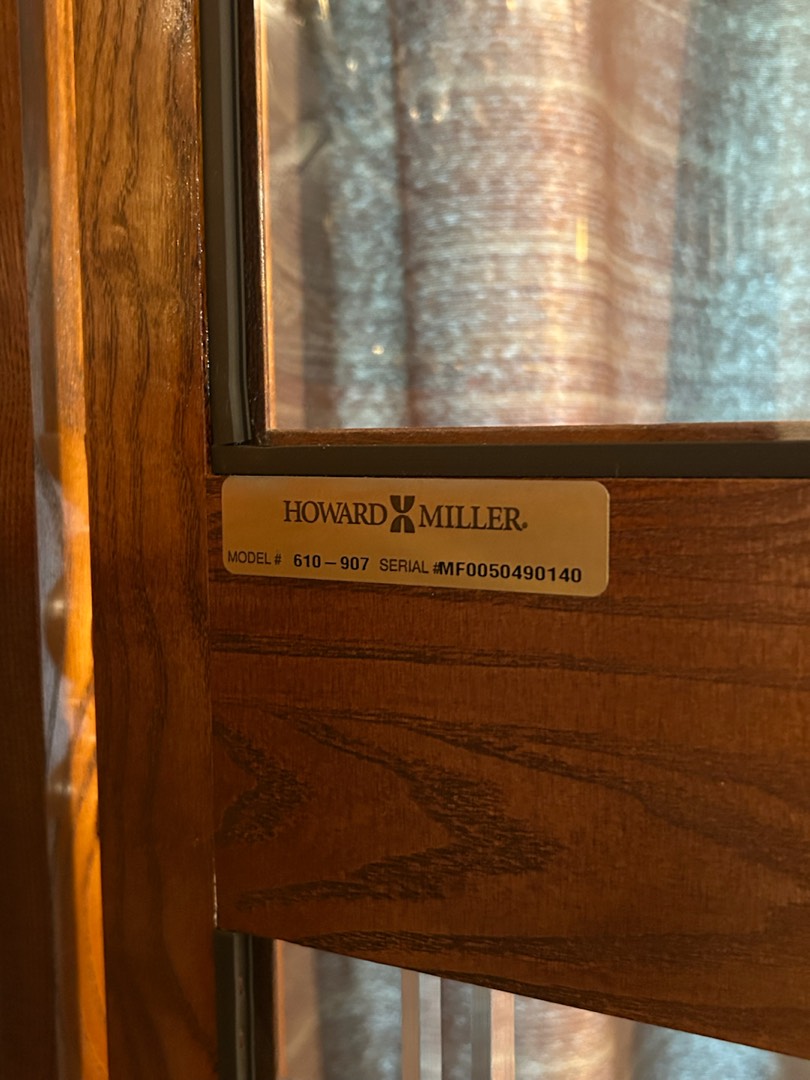 HOWARD MILLER®
MODEL # 610-907 SERIAL #MF0050490140